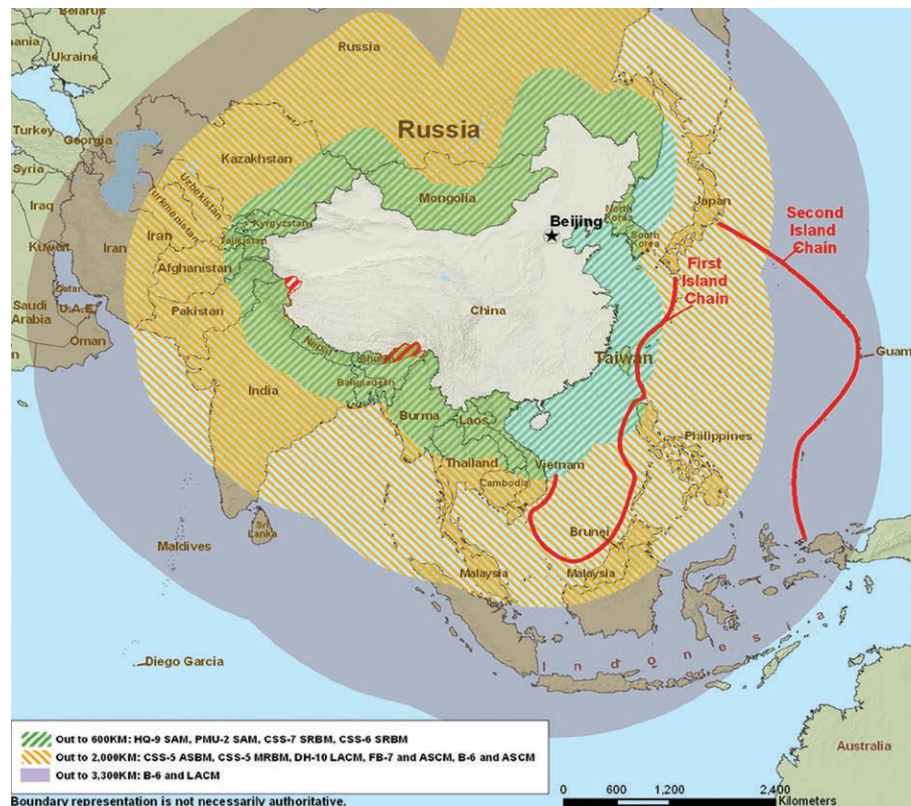 Belarus
Ukraine
Russia
Russia
Turkey
Georgia
Kazakhstan
Mongolia
Syria
Uzbekistan
Turkmenistan
Kyrgyzstan
Tajikistan
Beijing
North
Korea
South
Korea
Japan
Second
Island
Chain
First
Island
Chain
Iraq
Iran
Iran
Kuwait
Afghanistan
China
Qatar
Saudi
Arabia
U.A.E.
Pakistan
Oman
Nepal
Bhutan
Taiwan
Guam
India
Bangladesh
Burma
Laos
Philippines
Thailand
Vietnam
Cambodia
Sri
Lanka
Brunei
Maldives
Malaysia
Malaysia
Indonesia
Diego Garcia
Australia
Out to 600KM: HQ-9 SAM, PMU-2 SAM, CSS-7 SRBM, CSS-6 SRBM
Out to 2,000KM: CSS-5 ASBM, CSS-5 MRBM, DH-10 LACM, FB-7 and ASCM, B-6 and ASCM
Out to 3,300KM: B-6 and LACM
Boundary representation is not necessarily authoritative.
0 600 1,200 2,400
Kilometers